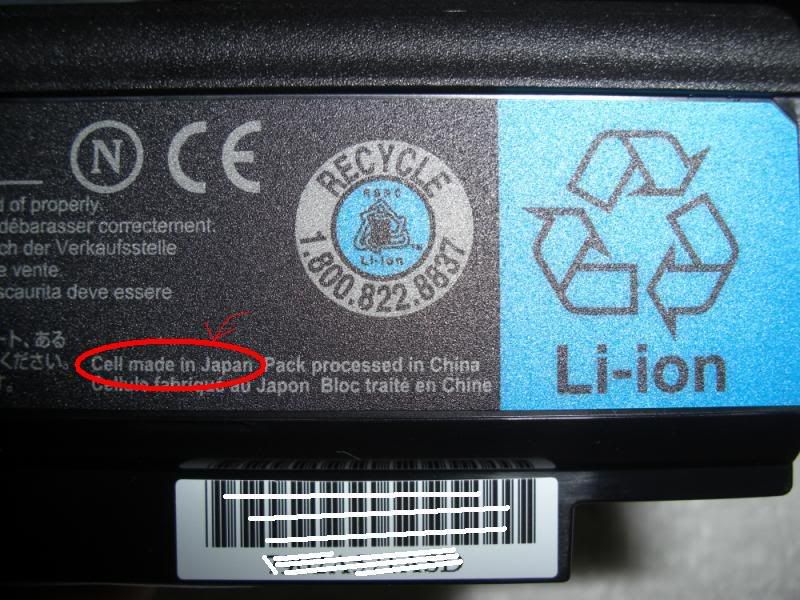 N CE
RECYCLE
RBRC
Li-ion
1.800.822.8837
d of properly.
débarasser correctement.
ch der Verkaufsstelle
e vente.
scaurita deve essere
ート、ある
ください。
Cell made in Japan Pack processed in China
fabriqué au Japon Bloc traité en Chine
Li-ion